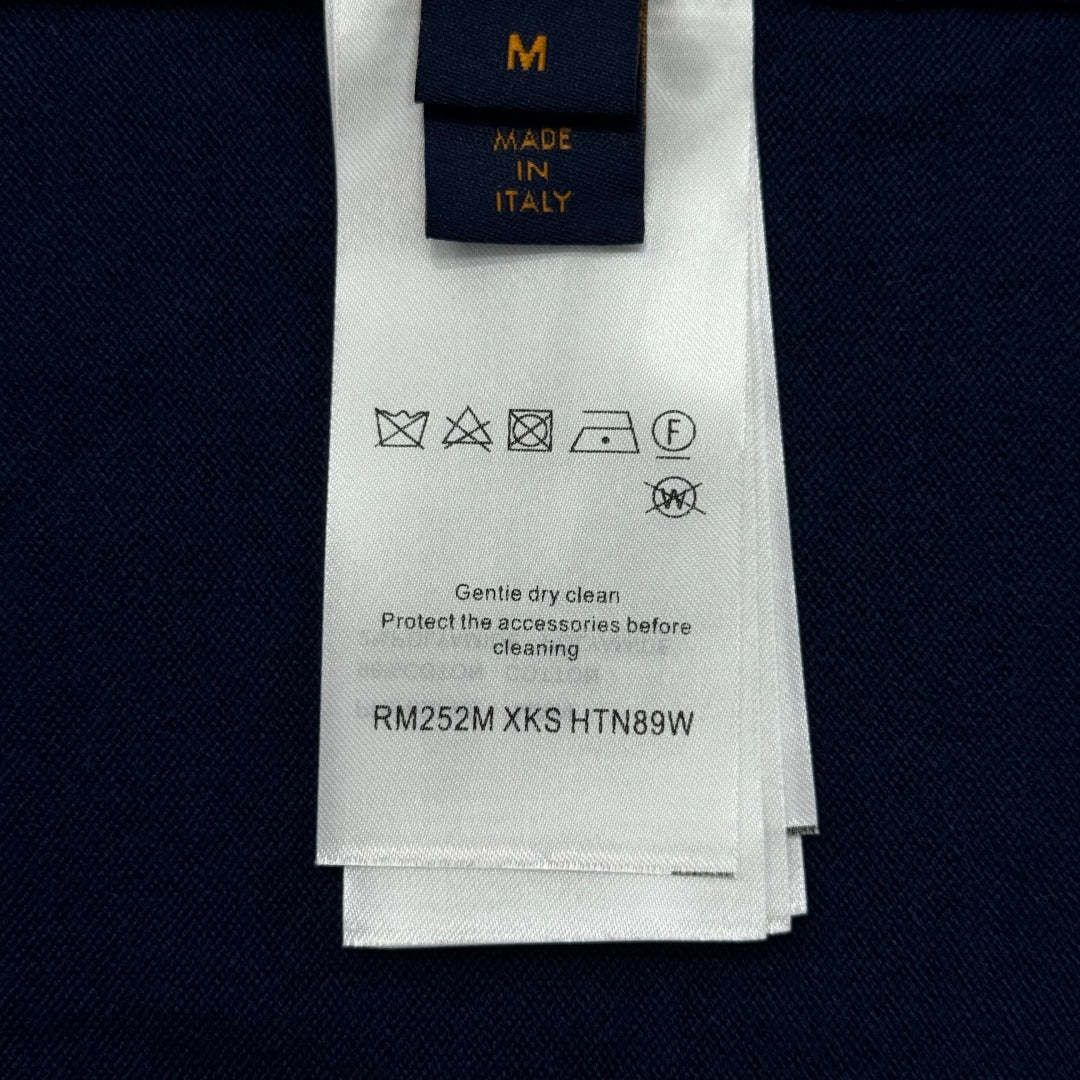 M
MADE
IN
ITALY
F
W
Gentie dry clean
Protect the accessories before
cleaning
RM252M XKS HTN89W